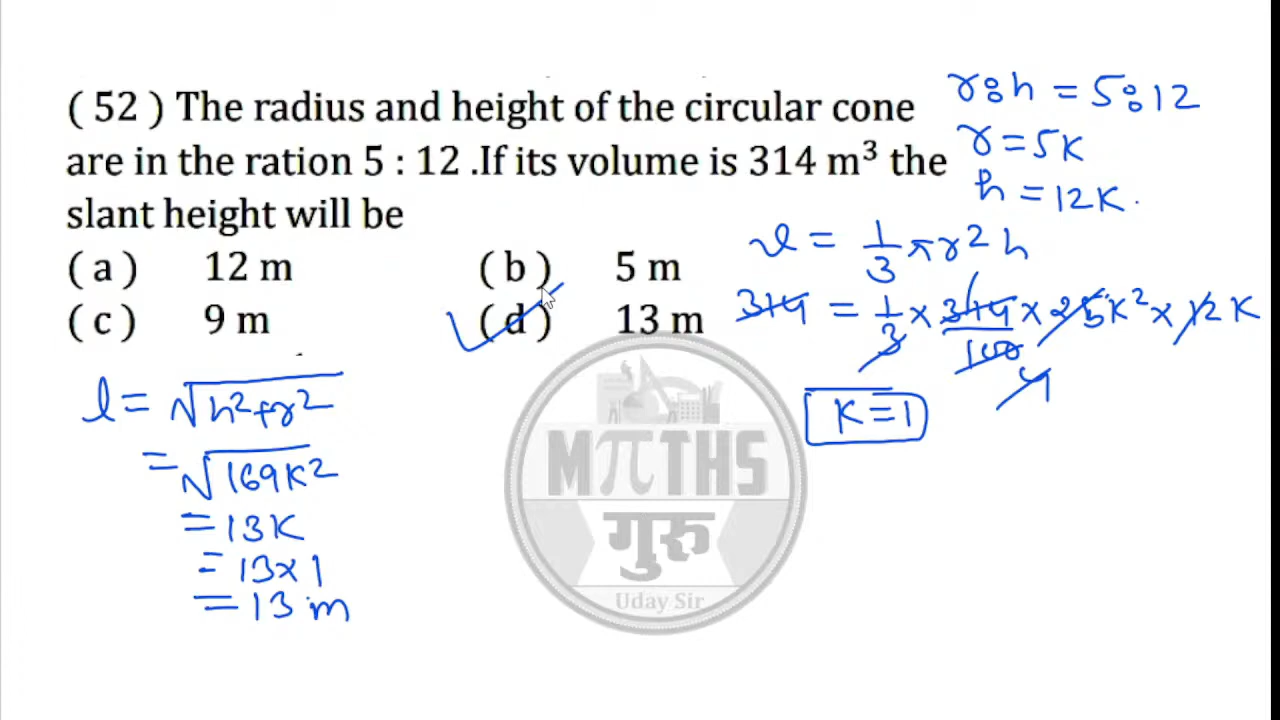 ( 52 ) The radius and height of the circular cone
are in the ration 5 : 12 .If its volume is 314 m³ the
slant height will be
( a ) 12 m ( b ) 5 m
( c ) 9 m ( d ) 13 m
r:h = 5:12
r = 5K
h = 12K.
v = 1/3 πr² h
314 = 1/3 × 314/100 × 25K² × 12K
4
K = 1
l = √h²+r²
= √169K²
= 13K
= 13×1
= 13 m
MπTHS
गुरु
Uday Sir